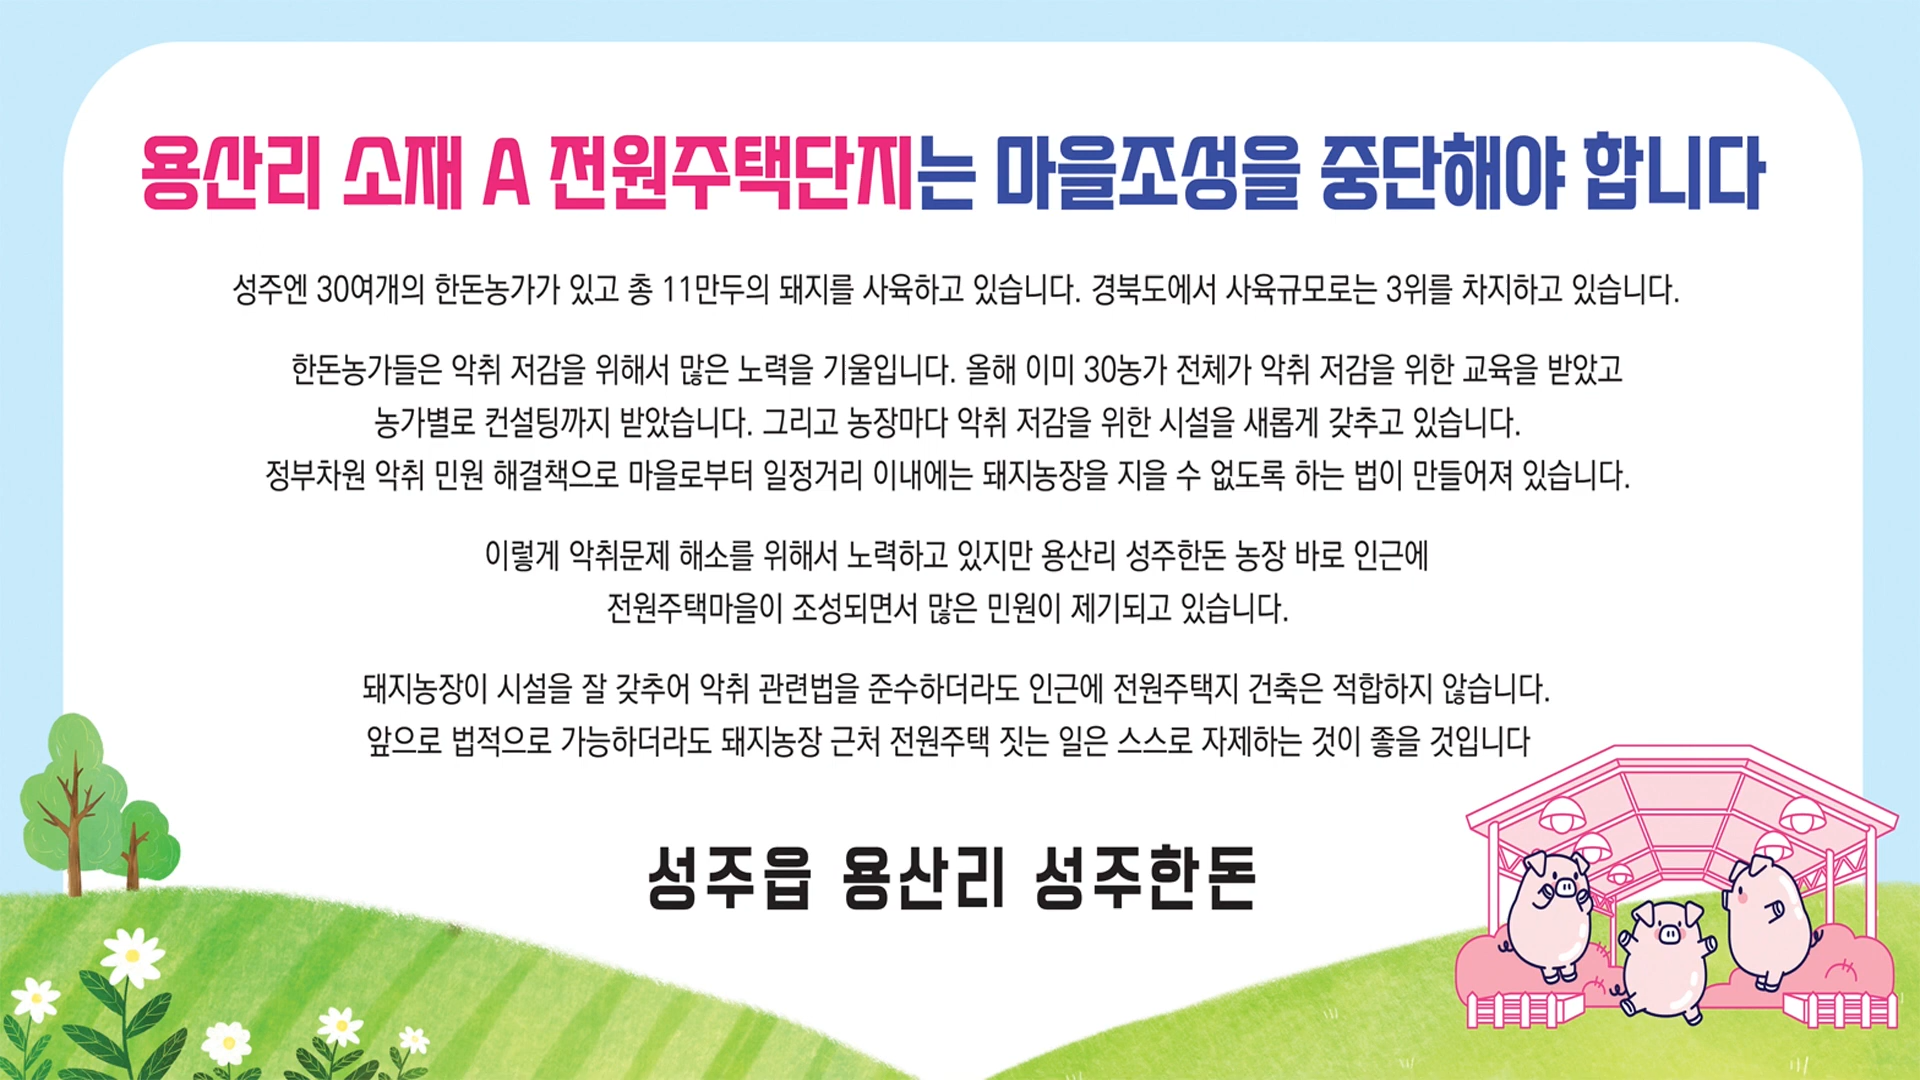 용산리 소재 A 전원주택단지는 마을조성을 중단해야 합니다
성주엔 30여개의 한돈농가가 있고 총 11만두의 돼지를 사육하고 있습니다. 경북도에서 사육규모로는 3위를 차지하고 있습니다.
한돈농가들은 악취 저감을 위해서 많은 노력을 기울입니다. 올해 이미 30농가 전체가 악취 저감을 위한 교육을 받았고
농가별로 컨설팅까지 받았습니다. 그리고 농장마다 악취 저감을 위한 시설을 새롭게 갖추고 있습니다.
정부차원 악취 민원 해결책으로 마을로부터 일정거리 이내에는 돼지농장을 지을 수 없도록 하는 법이 만들어져 있습니다.
이렇게 악취문제 해소를 위해서 노력하고 있지만 용산리 성주한돈 농장 바로 인근에
전원주택마을이 조성되면서 많은 민원이 제기되고 있습니다.
돼지농장이 시설을 잘 갖추어 악취 관련법을 준수하더라도 인근에 전원주택지 건축은 적합하지 않습니다.
앞으로 법적으로 가능하더라도 돼지농장 근처 전원주택 짓는 일은 스스로 자제하는 것이 좋을 것입니다
성주읍 용산리 성주한돈